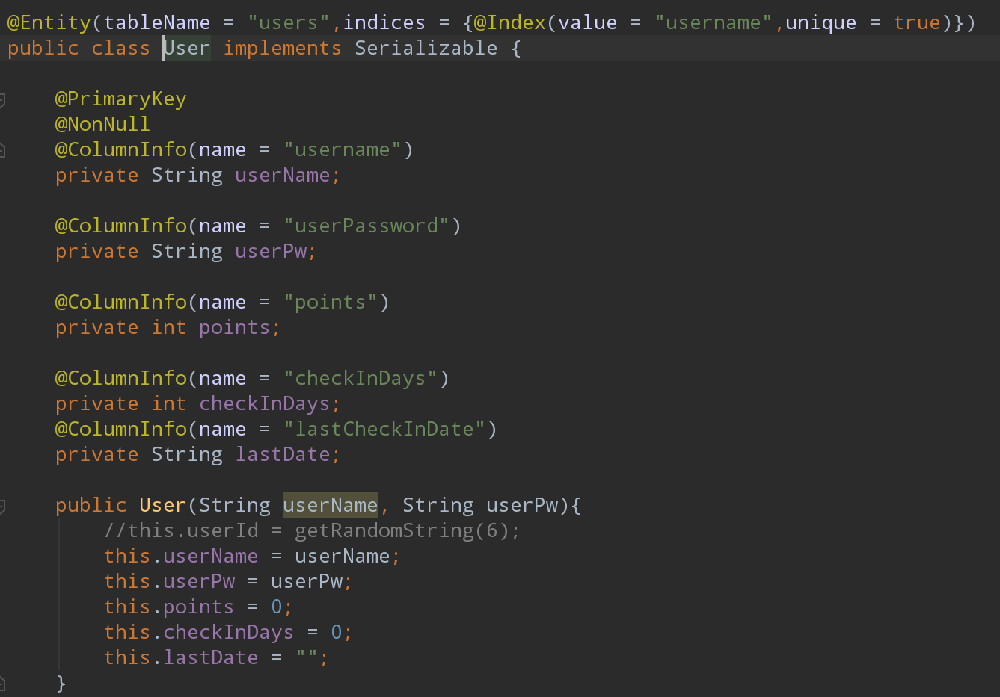 @Entity(tableName = "users",indices = {@Index(value = "username",unique = true)})
public class User implements Serializable {
@PrimaryKey
@NonNull
@ColumnInfo(name = "username")
private String userName;
@ColumnInfo(name = "userPassword")
private String userPw;
@ColumnInfo(name = "points")
private int points;
@ColumnInfo(name = "checkInDays")
private int checkInDays;
@ColumnInfo(name = "lastCheckInDate")
private String lastDate;
public User(String userName, String userPw){
//this.userId = getRandomString(6);
this.userName = userName;
this.userPw = userPw;
this.points = 0;
this.checkInDays = 0;
this.lastDate = "";
}